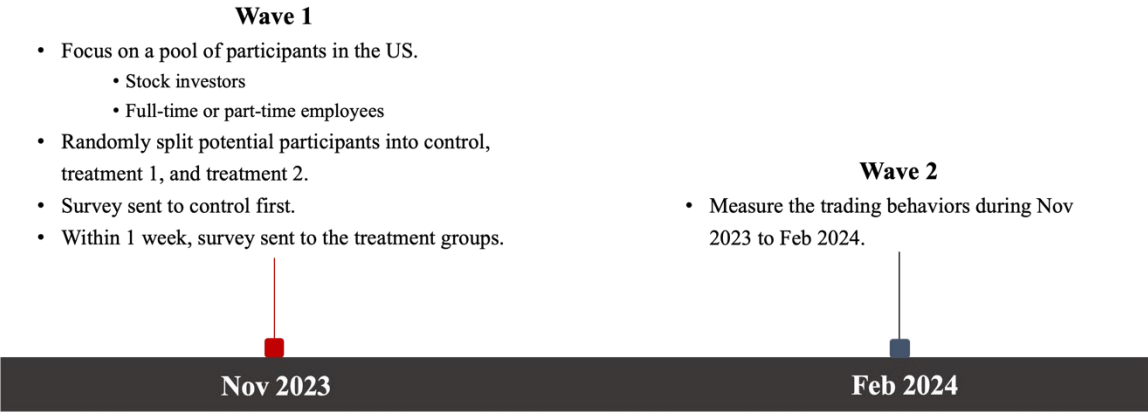 Wave 1
• Focus on a pool of participants in the US.
• Stock investors
• Full-time or part-time employees
• Randomly split potential participants into control,
treatment 1, and treatment 2.
• Survey sent to control first.
• Within 1 week, survey sent to the treatment groups.
Wave 2
• Measure the trading behaviors during Nov
2023 to Feb 2024.
Nov 2023
Feb 2024